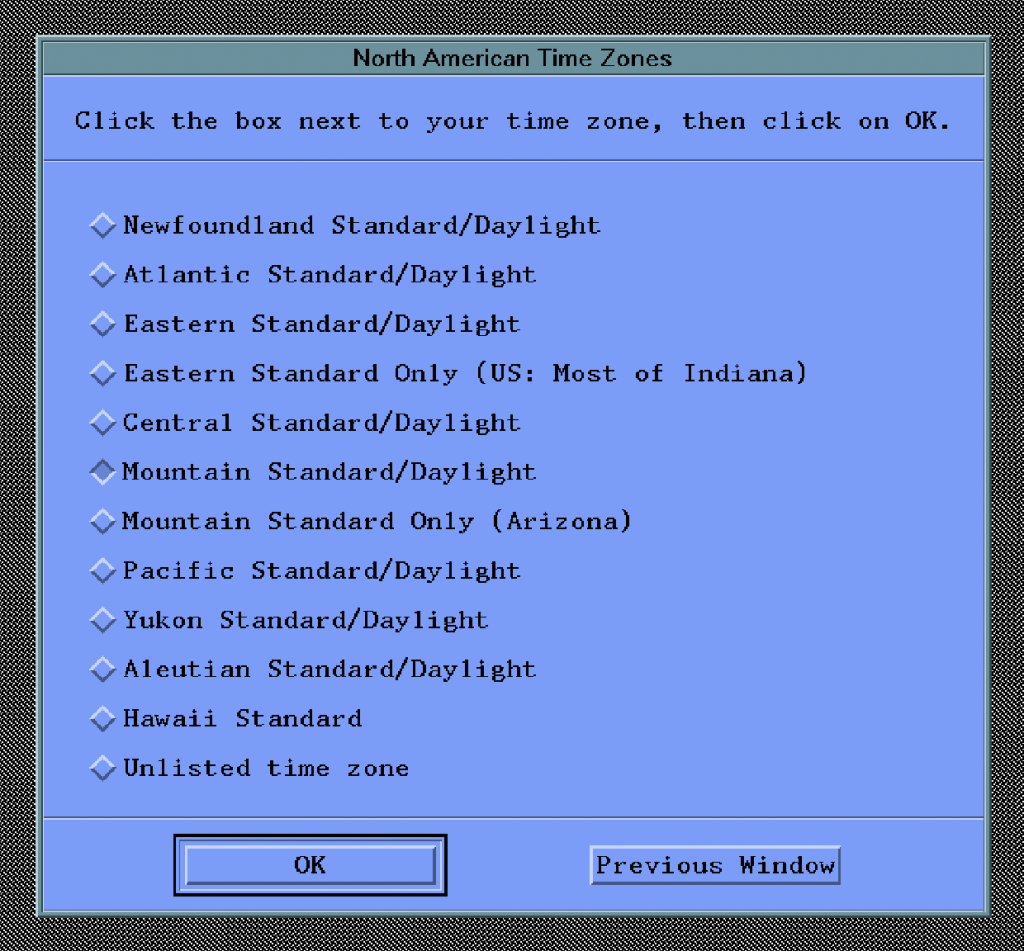 North American Time Zones
Click the box next to your time zone, then click on OK.
Newfoundland Standard/Daylight
Atlantic Standard/Daylight
Eastern Standard/Daylight
Eastern Standard Only (US: Most of Indiana)
Central Standard/Daylight
Mountain Standard/Daylight
Mountain Standard Only (Arizona)
Pacific Standard/Daylight
Yukon Standard/Daylight
Aleutian Standard/Daylight
Hawaii Standard
Unlisted time zone
OK
Previous Window